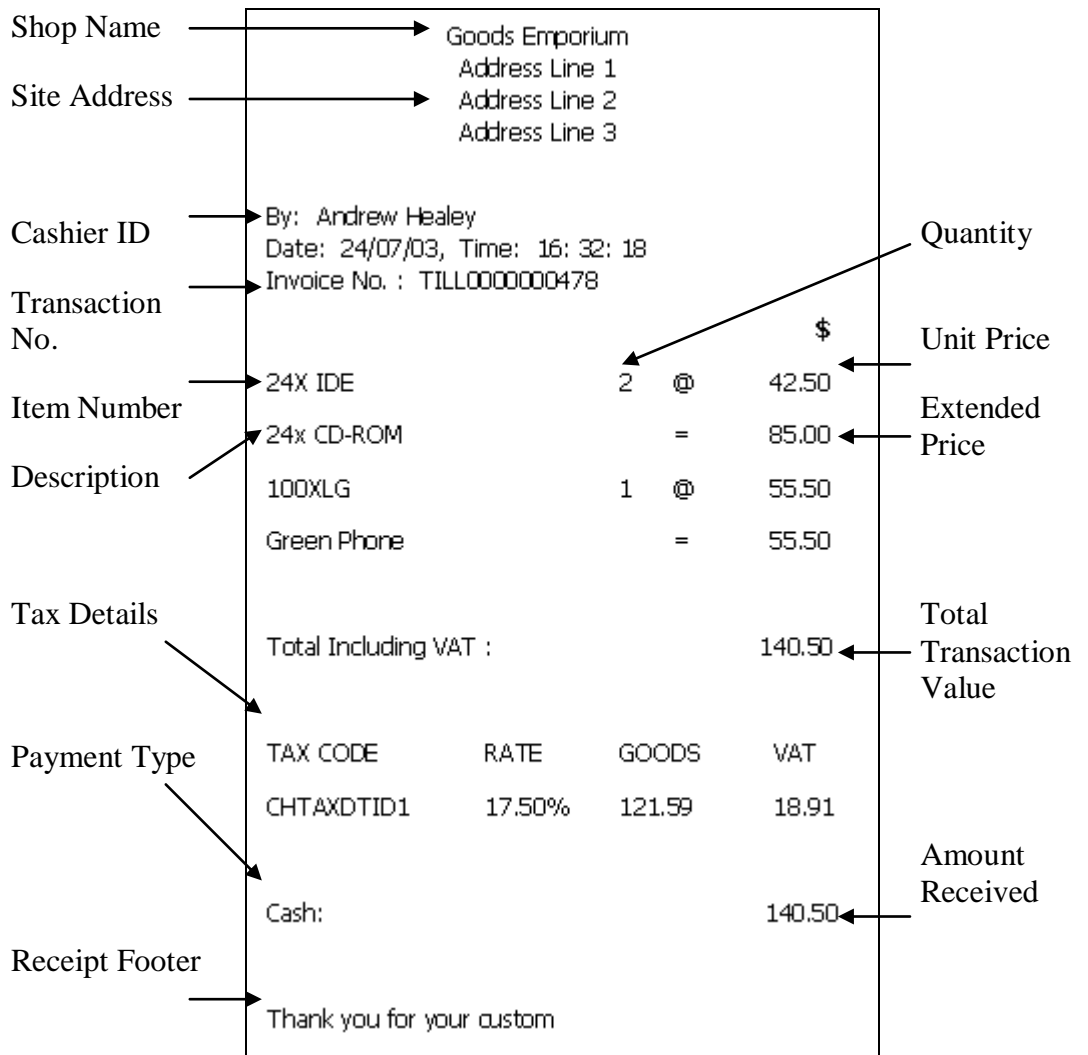 Shop Name
Goods Emporium
Address Line 1
Site Address
Address Line 2
Address Line 3
Cashier ID
By: Andrew Healey
Quantity
Date: 24/07/03, Time: 16: 32: 18
Transaction
No.
Invoice No. : TILL0000000478
$
Unit Price
Item Number
24X IDE 2 @ 42.50
Extended
Price
Description
24x CD-ROM = 85.00
100XLG 1 @ 55.50
Green Phone = 55.50
Tax Details
Total
Transaction
Value
Total Including VAT : 140.50
Payment Type
TAX CODE RATE GOODS VAT
CHTAXDTID1 17.50% 121.59 18.91
Amount
Received
Cash: 140.50
Receipt Footer
Thank you for your custom